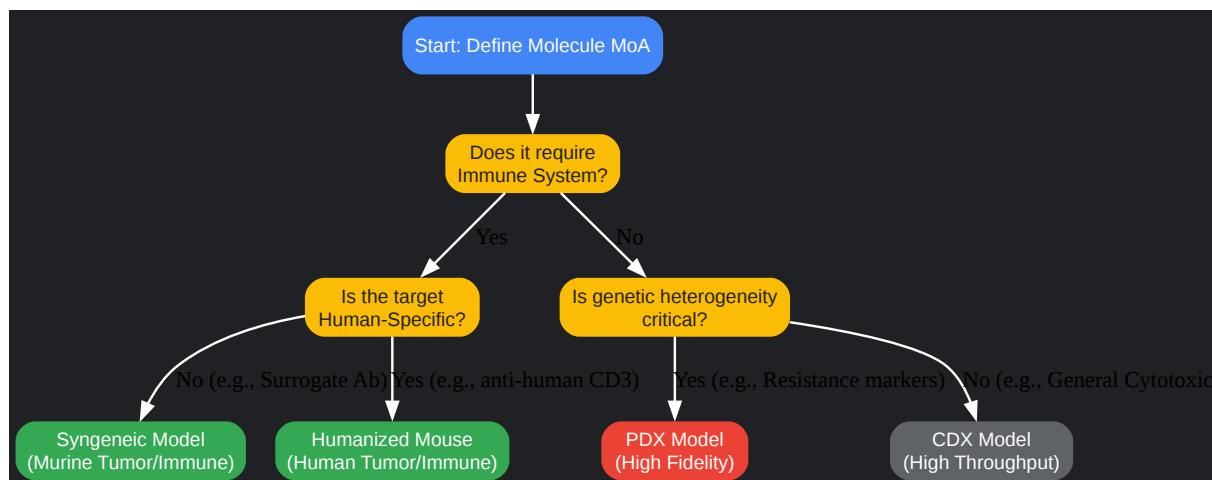 Start: Define Molecule MoA
Does it require
Immune System?
Yes
No
Is the target
Human-Specific?
Is genetic heterogeneity
critical?
No (e.g., Surrogate Ab)
Yes (e.g., anti-human CD3)
Yes (e.g., Resistance markers)
No (e.g., General Cytotoxic
Syngeneic Model
(Murine Tumor/Immune)
Humanized Mouse
(Human Tumor/Immune)
PDX Model
(High Fidelity)
CDX Model
(High Throughput)